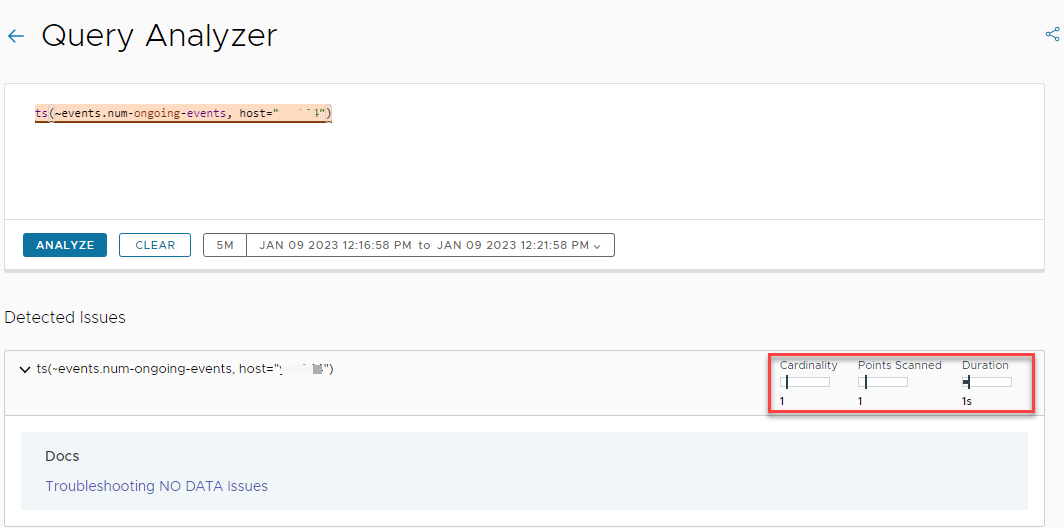 Query Analyzer
ts(~events.num-ongoing-events, host=" ")
ANALYZE CLEAR 5M JAN 09 2023 12:16:58 PM to JAN 09 2023 12:21:58 PM
Detected Issues
ts(~events.num-ongoing-events, host=" ")
Cardinality Points Scanned Duration
1 1 1s
Docs
Troubleshooting NO DATA Issues